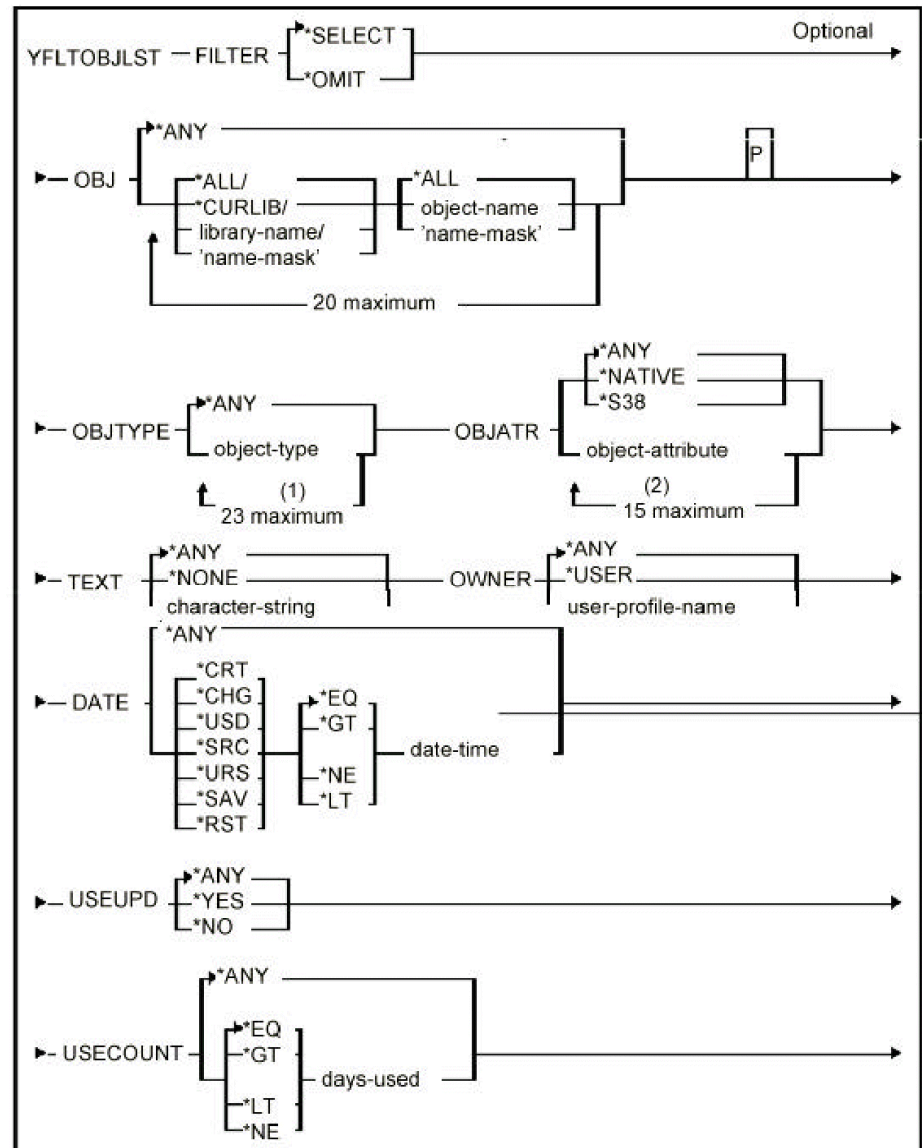 Optional
YFLTOBJLST FILTER *SELECT
*OMIT
OBJ *ANY P
*ALL/ *ALL
*CURLIB/ object-name
library-name/ 'name-mask'
'name-mask'
20 maximum
OBJTYPE *ANY OBJATR *ANY
*NATIVE
*S38
object-type object-attribute
(1) (2)
23 maximum 15 maximum
TEXT *ANY OWNER *ANY
*NONE *USER
character-string user-profile-name
DATE *ANY
*CRT
*CHG *EQ
*USD *GT
*SRC date-time
*URS *NE
*SAV *LT
*RST
USEUPD *ANY
*YES
*NO
USECOUNT *ANY
*EQ
*GT
days-used
*LT
*NE